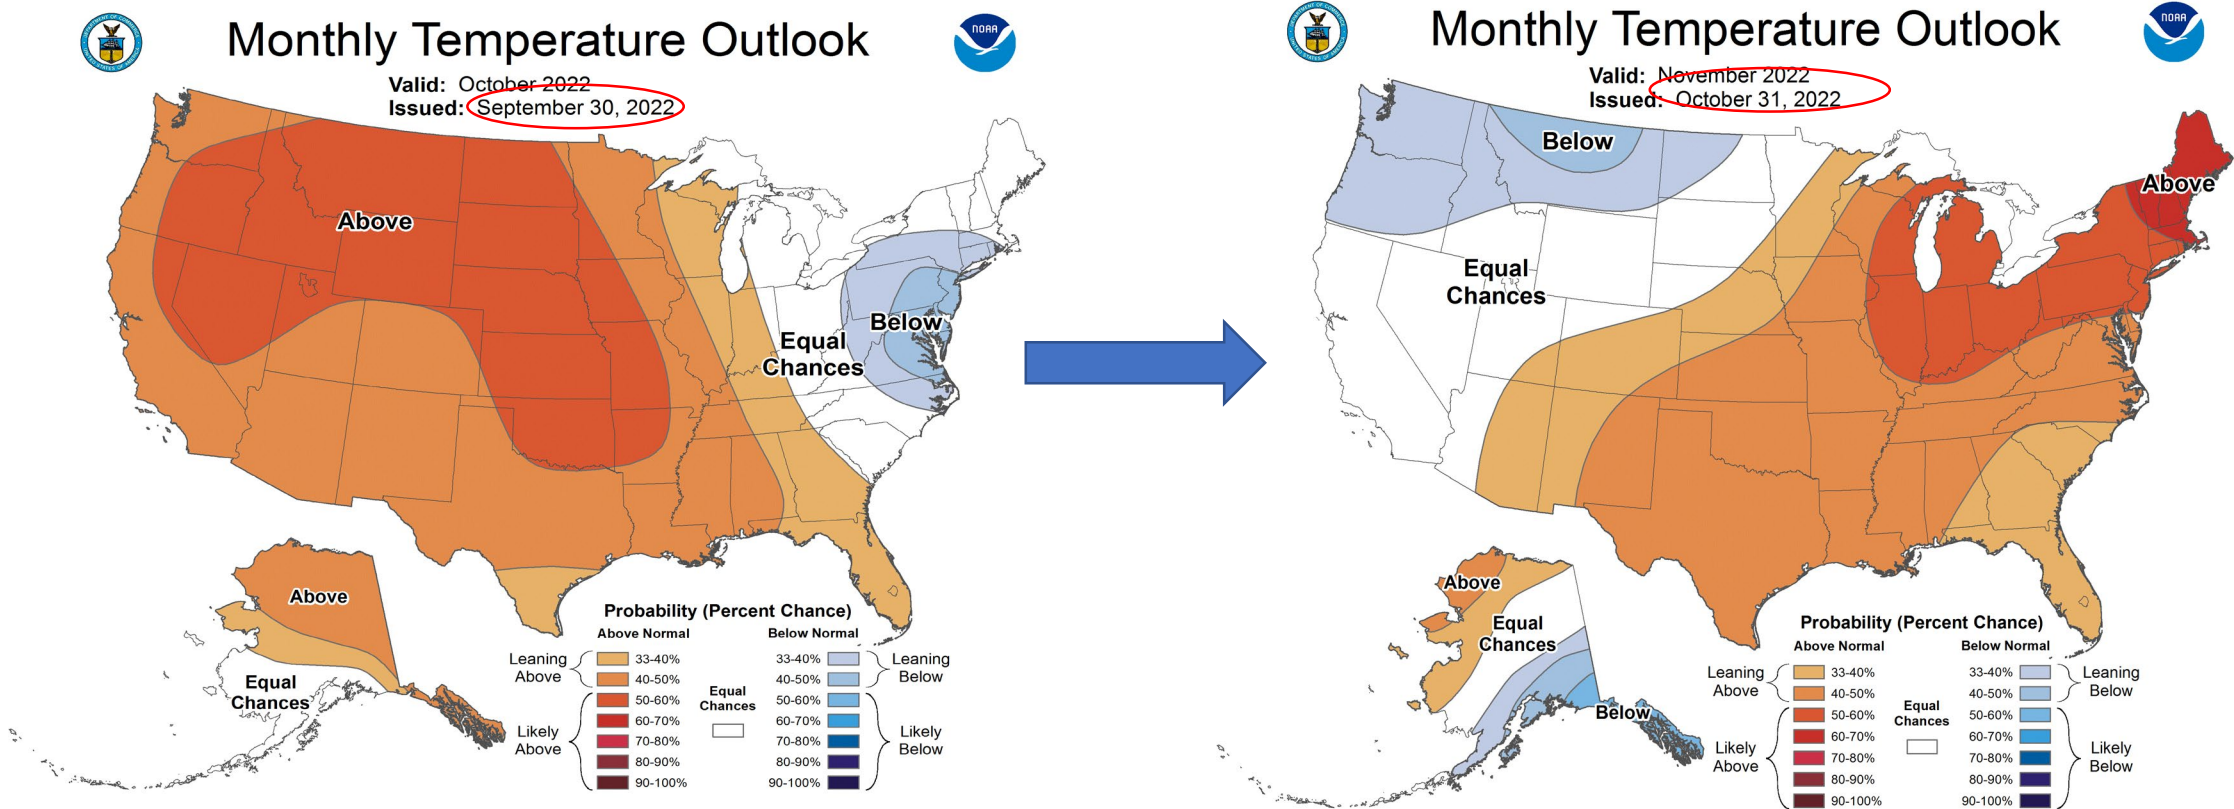 Monthly Temperature Outlook
NOAA
Valid: October 2022
Issued: September 30, 2022
Above
Equal
Chances
Below
Above
Equal
Chances
Probability (Percent Chance)
Above Normal
Below Normal
Leaning
Above
33-40%
40-50%
Likely
Above
50-60%
60-70%
70-80%
80-90%
90-100%
Equal
Chances
33-40%
40-50%
Leaning
Below
50-60%
60-70%
70-80%
80-90%
90-100%
Likely
Below
Monthly Temperature Outlook
NOAA
Valid: November 2022
Issued: October 31, 2022
Below
Above
Equal
Chances
Above
Equal
Chances
Below
Probability (Percent Chance)
Above Normal
Below Normal
Leaning
Above
33-40%
40-50%
Likely
Above
50-60%
60-70%
70-80%
80-90%
90-100%
Equal
Chances
33-40%
40-50%
Leaning
Below
50-60%
60-70%
70-80%
80-90%
90-100%
Likely
Below